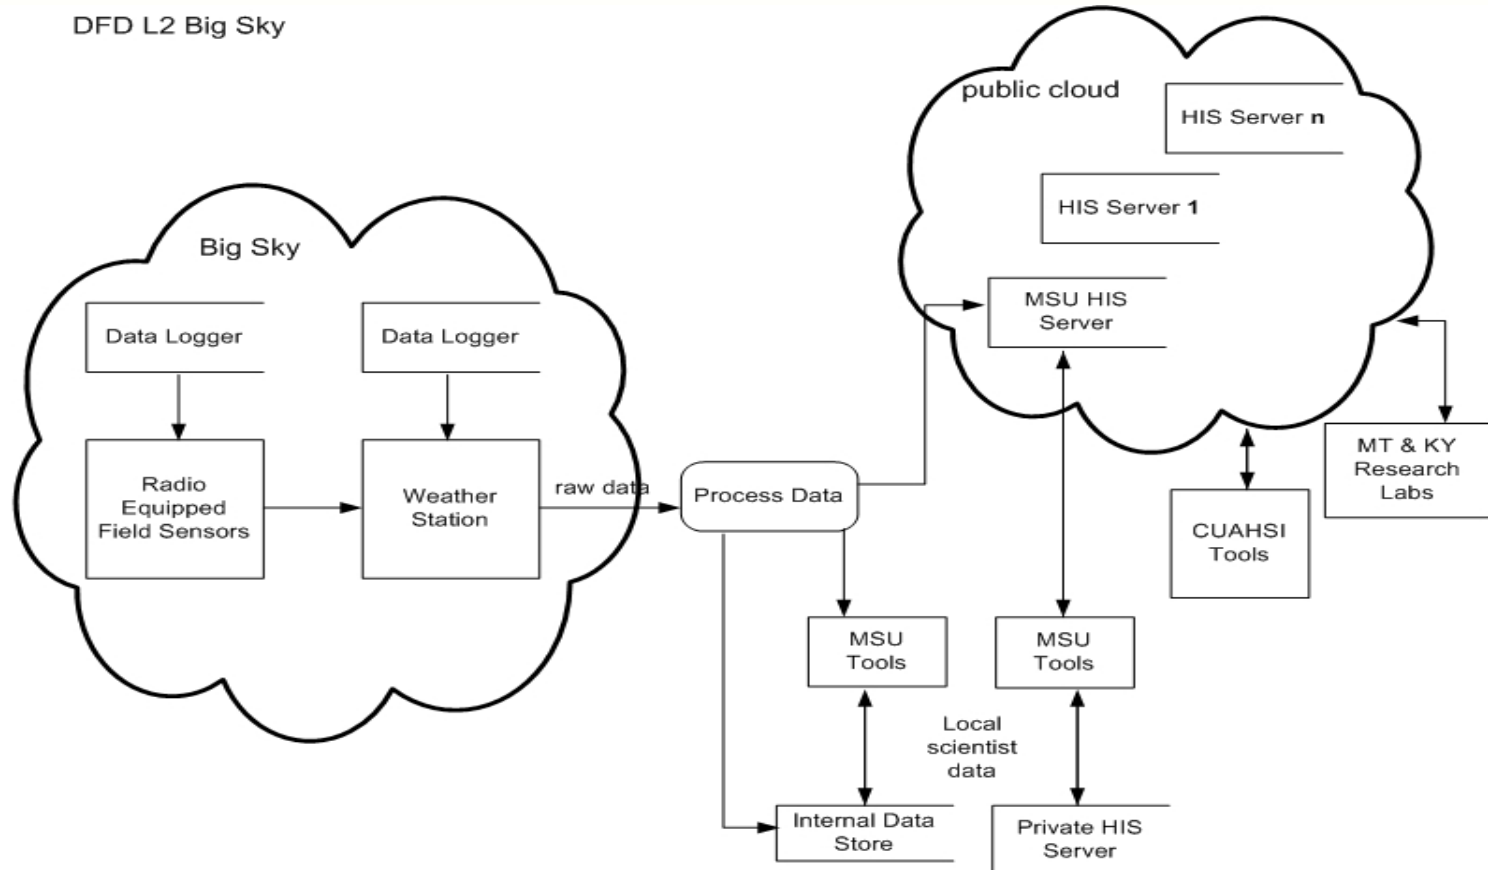 DFD L2 Big Sky
public cloud
HIS Server n
HIS Server 1
MSU HIS
Server
Big Sky
Data Logger
Data Logger
Radio
Equipped
Field Sensors
Weather
Station
raw data
Process Data
MT & KY
Research
Labs
CUAHSI
Tools
MSU
Tools
MSU
Tools
Local
scientist
data
Internal Data
Store
Private HIS
Server